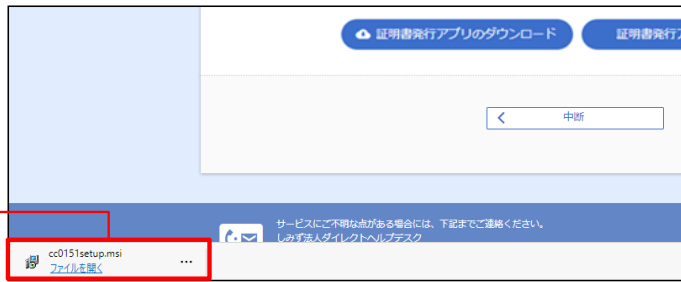 証明書発行アプリのダウンロード
証明書発行ア
中断
サービスにご不明な点がある場合には、下記までご連絡ください。
しみず法人ダイレクトヘルプデスク
cc0151setup.msi
ファイルを開く
...